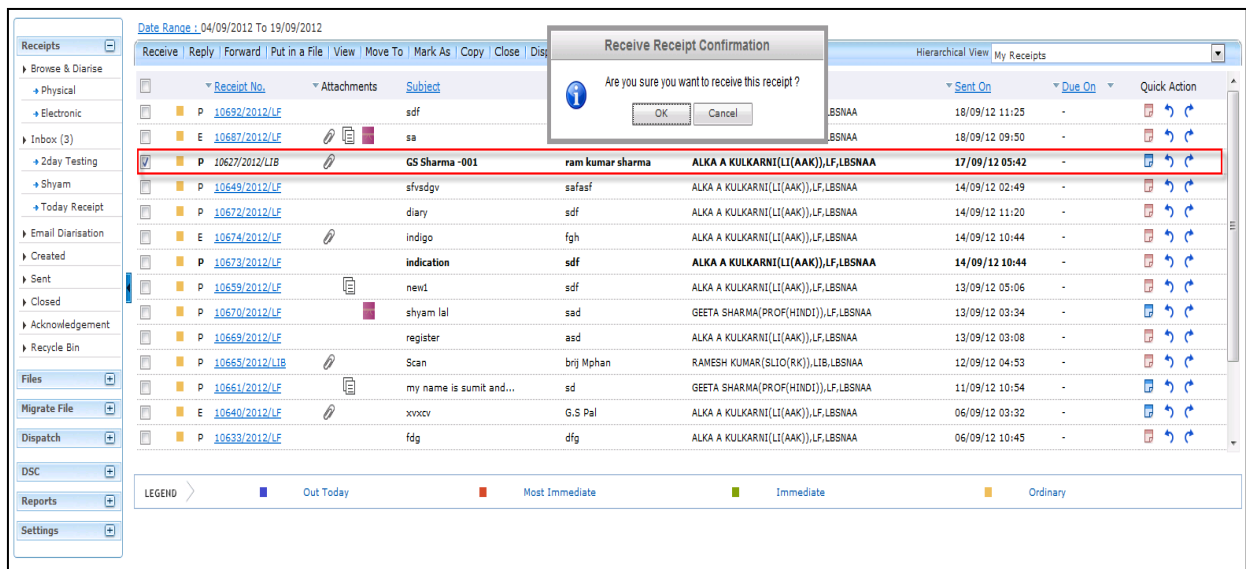 Date Range : 04/09/2012 To 19/09/2012
Receipts
Browse & Diarise
Physical
Electronic
Inbox (3)
2day Testing
Shyam
Today Receipt
Email Diarisation
Created
Sent
Closed
Acknowledgement
Recycle Bin
Files
Migrate File
Dispatch
DSC
Reports
Settings
Receive | Reply | Forward | Put in a File | View | Move To | Mark As | Copy | Close | Disp
Hierarchical View My Receipts
Receive Receipt Confirmation
Are you sure you want to receive this receipt ?
OK Cancel
Receipt No. Attachments Subject Sent On Due On Quick Action
P 10692/2012/LF sdf LBSNAA 18/09/12 11:25 -
E 10687/2012/LF sa LBSNAA 18/09/12 09:50 -
P 10627/2012/LIB GS Sharma -001 ram kumar sharma ALKA A KULKARNI(LI(AAK)),LF,LBSNAA 17/09/12 05:42 -
P 10649/2012/LF sfvsdgv safasf ALKA A KULKARNI(LI(AAK)),LF,LBSNAA 14/09/12 02:49 -
P 10672/2012/LF diary sdf ALKA A KULKARNI(LI(AAK)),LF,LBSNAA 14/09/12 11:20 -
E 10674/2012/LF indigo fgh ALKA A KULKARNI(LI(AAK)),LF,LBSNAA 14/09/12 10:44 -
P 10673/2012/LF indication sdf ALKA A KULKARNI(LI(AAK)),LF,LBSNAA 14/09/12 10:44 -
P 10659/2012/LF new1 sdf ALKA A KULKARNI(LI(AAK)),LF,LBSNAA 13/09/12 05:06 -
P 10670/2012/LF shyam lal sad GEETA SHARMA(PROF(HINDI)),LF,LBSNAA 13/09/12 03:34 -
P 10669/2012/LF register asd ALKA A KULKARNI(LI(AAK)),LF,LBSNAA 13/09/12 03:08 -
P 10665/2012/LIB Scan brij Mphan RAMESH KUMAR(SLIO(RK)),LIB,LBSNAA 12/09/12 04:53 -
P 10661/2012/LF my name is sumit and... sd GEETA SHARMA(PROF(HINDI)),LF,LBSNAA 11/09/12 10:54 -
E 10640/2012/LF xvxcv G.S Pal ALKA A KULKARNI(LI(AAK)),LF,LBSNAA 06/09/12 03:32 -
P 10633/2012/LF fdg dfg ALKA A KULKARNI(LI(AAK)),LF,LBSNAA 06/09/12 10:45 -
LEGEND Out Today Most Immediate Immediate Ordinary